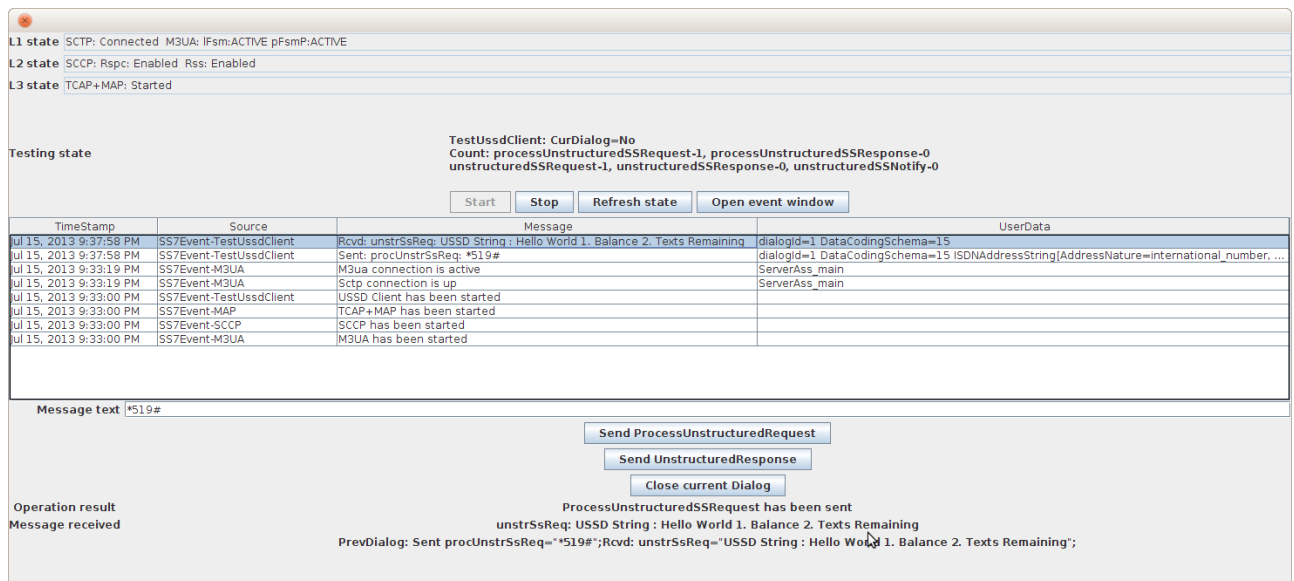 L1 state SCTP: Connected M3UA: lFsm:ACTIVE pFsmP:ACTIVE
L2 state SCCP: Rspc: Enabled Rss: Enabled
L3 state TCAP+MAP: Started
TestUssdClient: CurDialog=No
Testing state Count: processUnstructuredSSRequest-1, processUnstructuredSSResponse-0
unstructuredSSRequest-1, unstructuredSSResponse-0, unstructuredSSNotify-0
Start Stop Refresh state Open event window
TimeStamp Source Message UserData
Jul 15, 2013 9:37:58 PM SS7Event-TestUssdClient Rcvd: unstrSsReq: USSD String : Hello World 1. Balance 2. Texts Remaining dialogId=1 DataCodingSchema=15
Jul 15, 2013 9:37:58 PM SS7Event-TestUssdClient Sent: procUnstrSsReq: *519# dialogId=1 DataCodingSchema=15 ISDNAddressString[AddressNature=international_number, ...
Jul 15, 2013 9:33:19 PM SS7Event-M3UA M3ua connection is active ServerAss_main
Jul 15, 2013 9:33:19 PM SS7Event-M3UA Sctp connection is up ServerAss_main
Jul 15, 2013 9:33:00 PM SS7Event-TestUssdClient USSD Client has been started
Jul 15, 2013 9:33:00 PM SS7Event-MAP TCAP+MAP has been started
Jul 15, 2013 9:33:00 PM SS7Event-SCCP SCCP has been started
Jul 15, 2013 9:33:00 PM SS7Event-M3UA M3UA has been started
Message text *519#
Send ProcessUnstructuredRequest
Send UnstructuredResponse
Close current Dialog
Operation result ProcessUnstructuredSSRequest has been sent
Message received unstrSsReq: USSD String : Hello World 1. Balance 2. Texts Remaining
PrevDialog: Sent procUnstrSsReq="*519#";Rcvd: unstrSsReq="USSD String : Hello World 1. Balance 2. Texts Remaining";